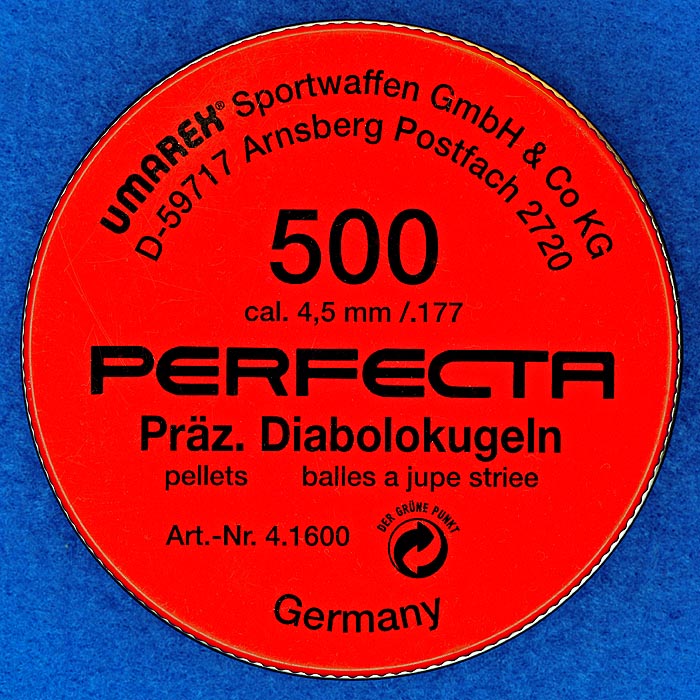 UMAREX® Sportwaffen GmbH & Co KG
D-59717 Arnsberg Postfach 2720
500
cal. 4,5 mm /.177
PERFECTA
Präz. Diabolokugeln
pellets balles a jupe striee
Art.-Nr. 4.1600
DER GRÜNE PUNKT
Germany